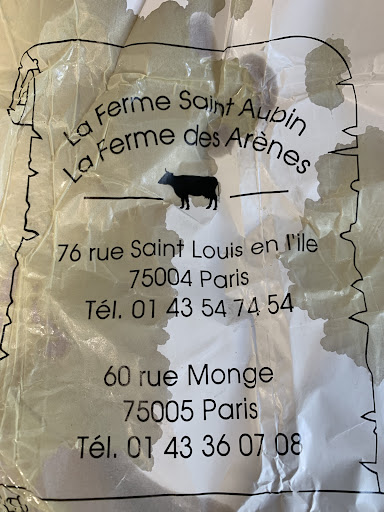 La Ferme Saint Aubin
La Ferme des Arènes
76 rue Saint Louis en l'île
75004 Paris
Tél. 01 43 54 74 54
60 rue Monge
75005 Paris
Tél. 01 43 36 07 08